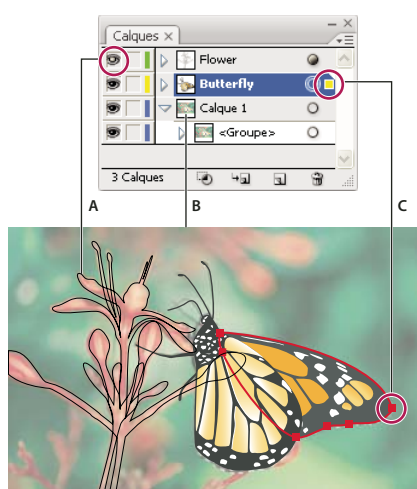 Calques ×
Flower
Butterfly
Calque 1
<Groupe>
3 Calques
A
B
C